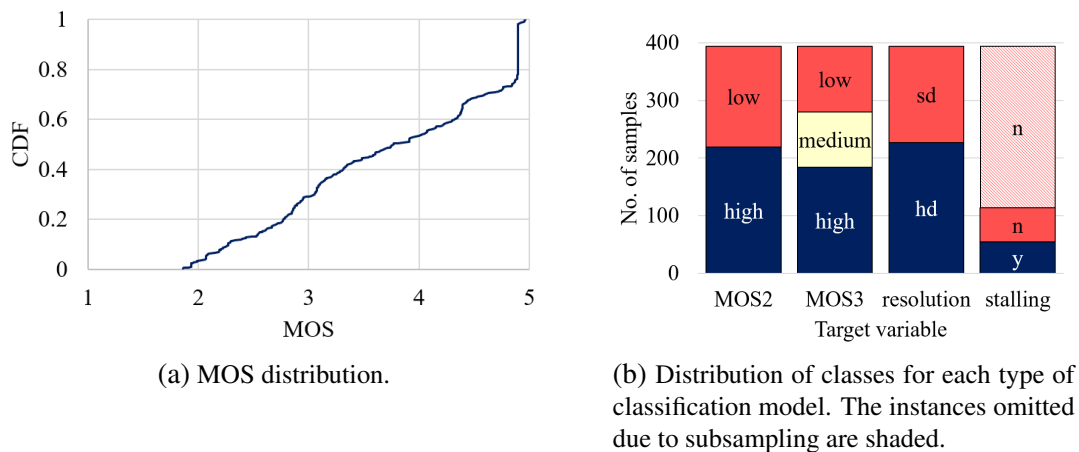 1
0.8
0.6
0.4
0.2
0
CDF
1 2 3 4 5
MOS
(a) MOS distribution.
400
300
200
100
0
No. of samples
low low sd n
medium
high high hd n
y
MOS2 MOS3 resolution stalling
Target variable
(b) Distribution of classes for each type of
classification model. The instances omitted
due to subsampling are shaded.